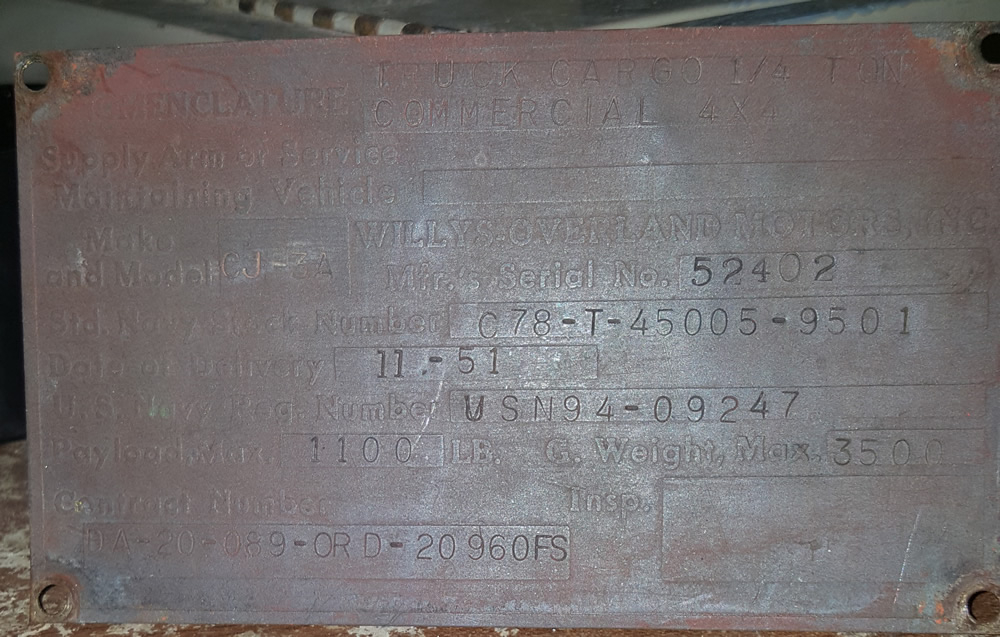 TRUCK CARGO 1/4 TON
NOMENCLATURE COMMERCIAL 4X4
Supply Arm or Service
Maintaining Vehicle
Make WILLYS-OVERLAND MOTORS, INC
and Model CJ-3A Mfr.'s Serial No. 52402
Std. Navy Stock Number C78-T-45005-9501
Date of Delivery 11-51
U.S. Navy Reg. Number USN94-09247
Payload Max. 1100 LB. G. Weight, Max. 3500
Contract Number Insp.
DA-20-089-ORD-20960FS